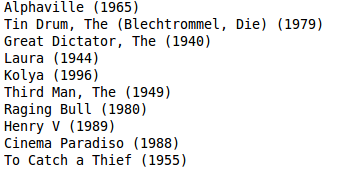 Alphaville (1965)
Tin Drum, The (Blechtrommel, Die) (1979)
Great Dictator, The (1940)
Laura (1944)
Kolya (1996)
Third Man, The (1949)
Raging Bull (1980)
Henry V (1989)
Cinema Paradiso (1988)
To Catch a Thief (1955)